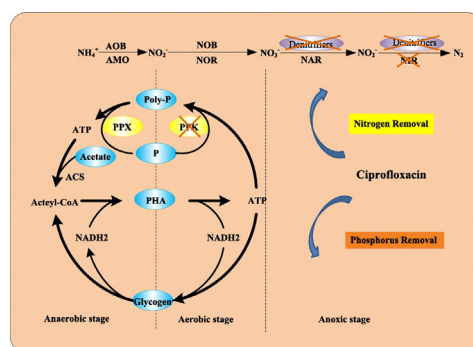 NH₄⁺ AOB NO₂⁻ NOB NO₃⁻ Denitrifiers NO₂⁻ Denitrifiers N₂
AMO NOR NAR NIR
Poly-P
ATP PPX PPK
Acetate P
ACS
Acteyl-CoA PHA ATP
NADH2 NADH2
Glycogen
Nitrogen Removal
Ciprofloxacin
Phosphorus Removal
Anaerobic stage Aerobic stage Anoxic stage